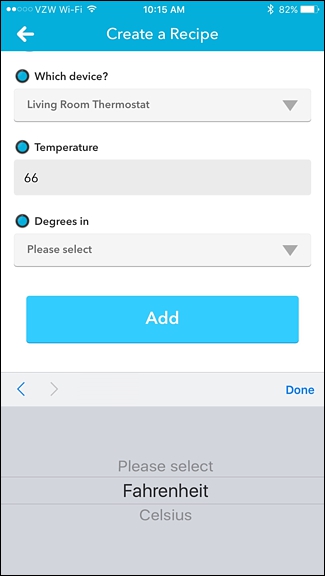 VZW Wi-Fi 10:15 AM 82%
Create a Recipe
Which device?
Living Room Thermostat
Temperature
66
Degrees in
Please select
Add
Done
Please select
Fahrenheit
Celsius